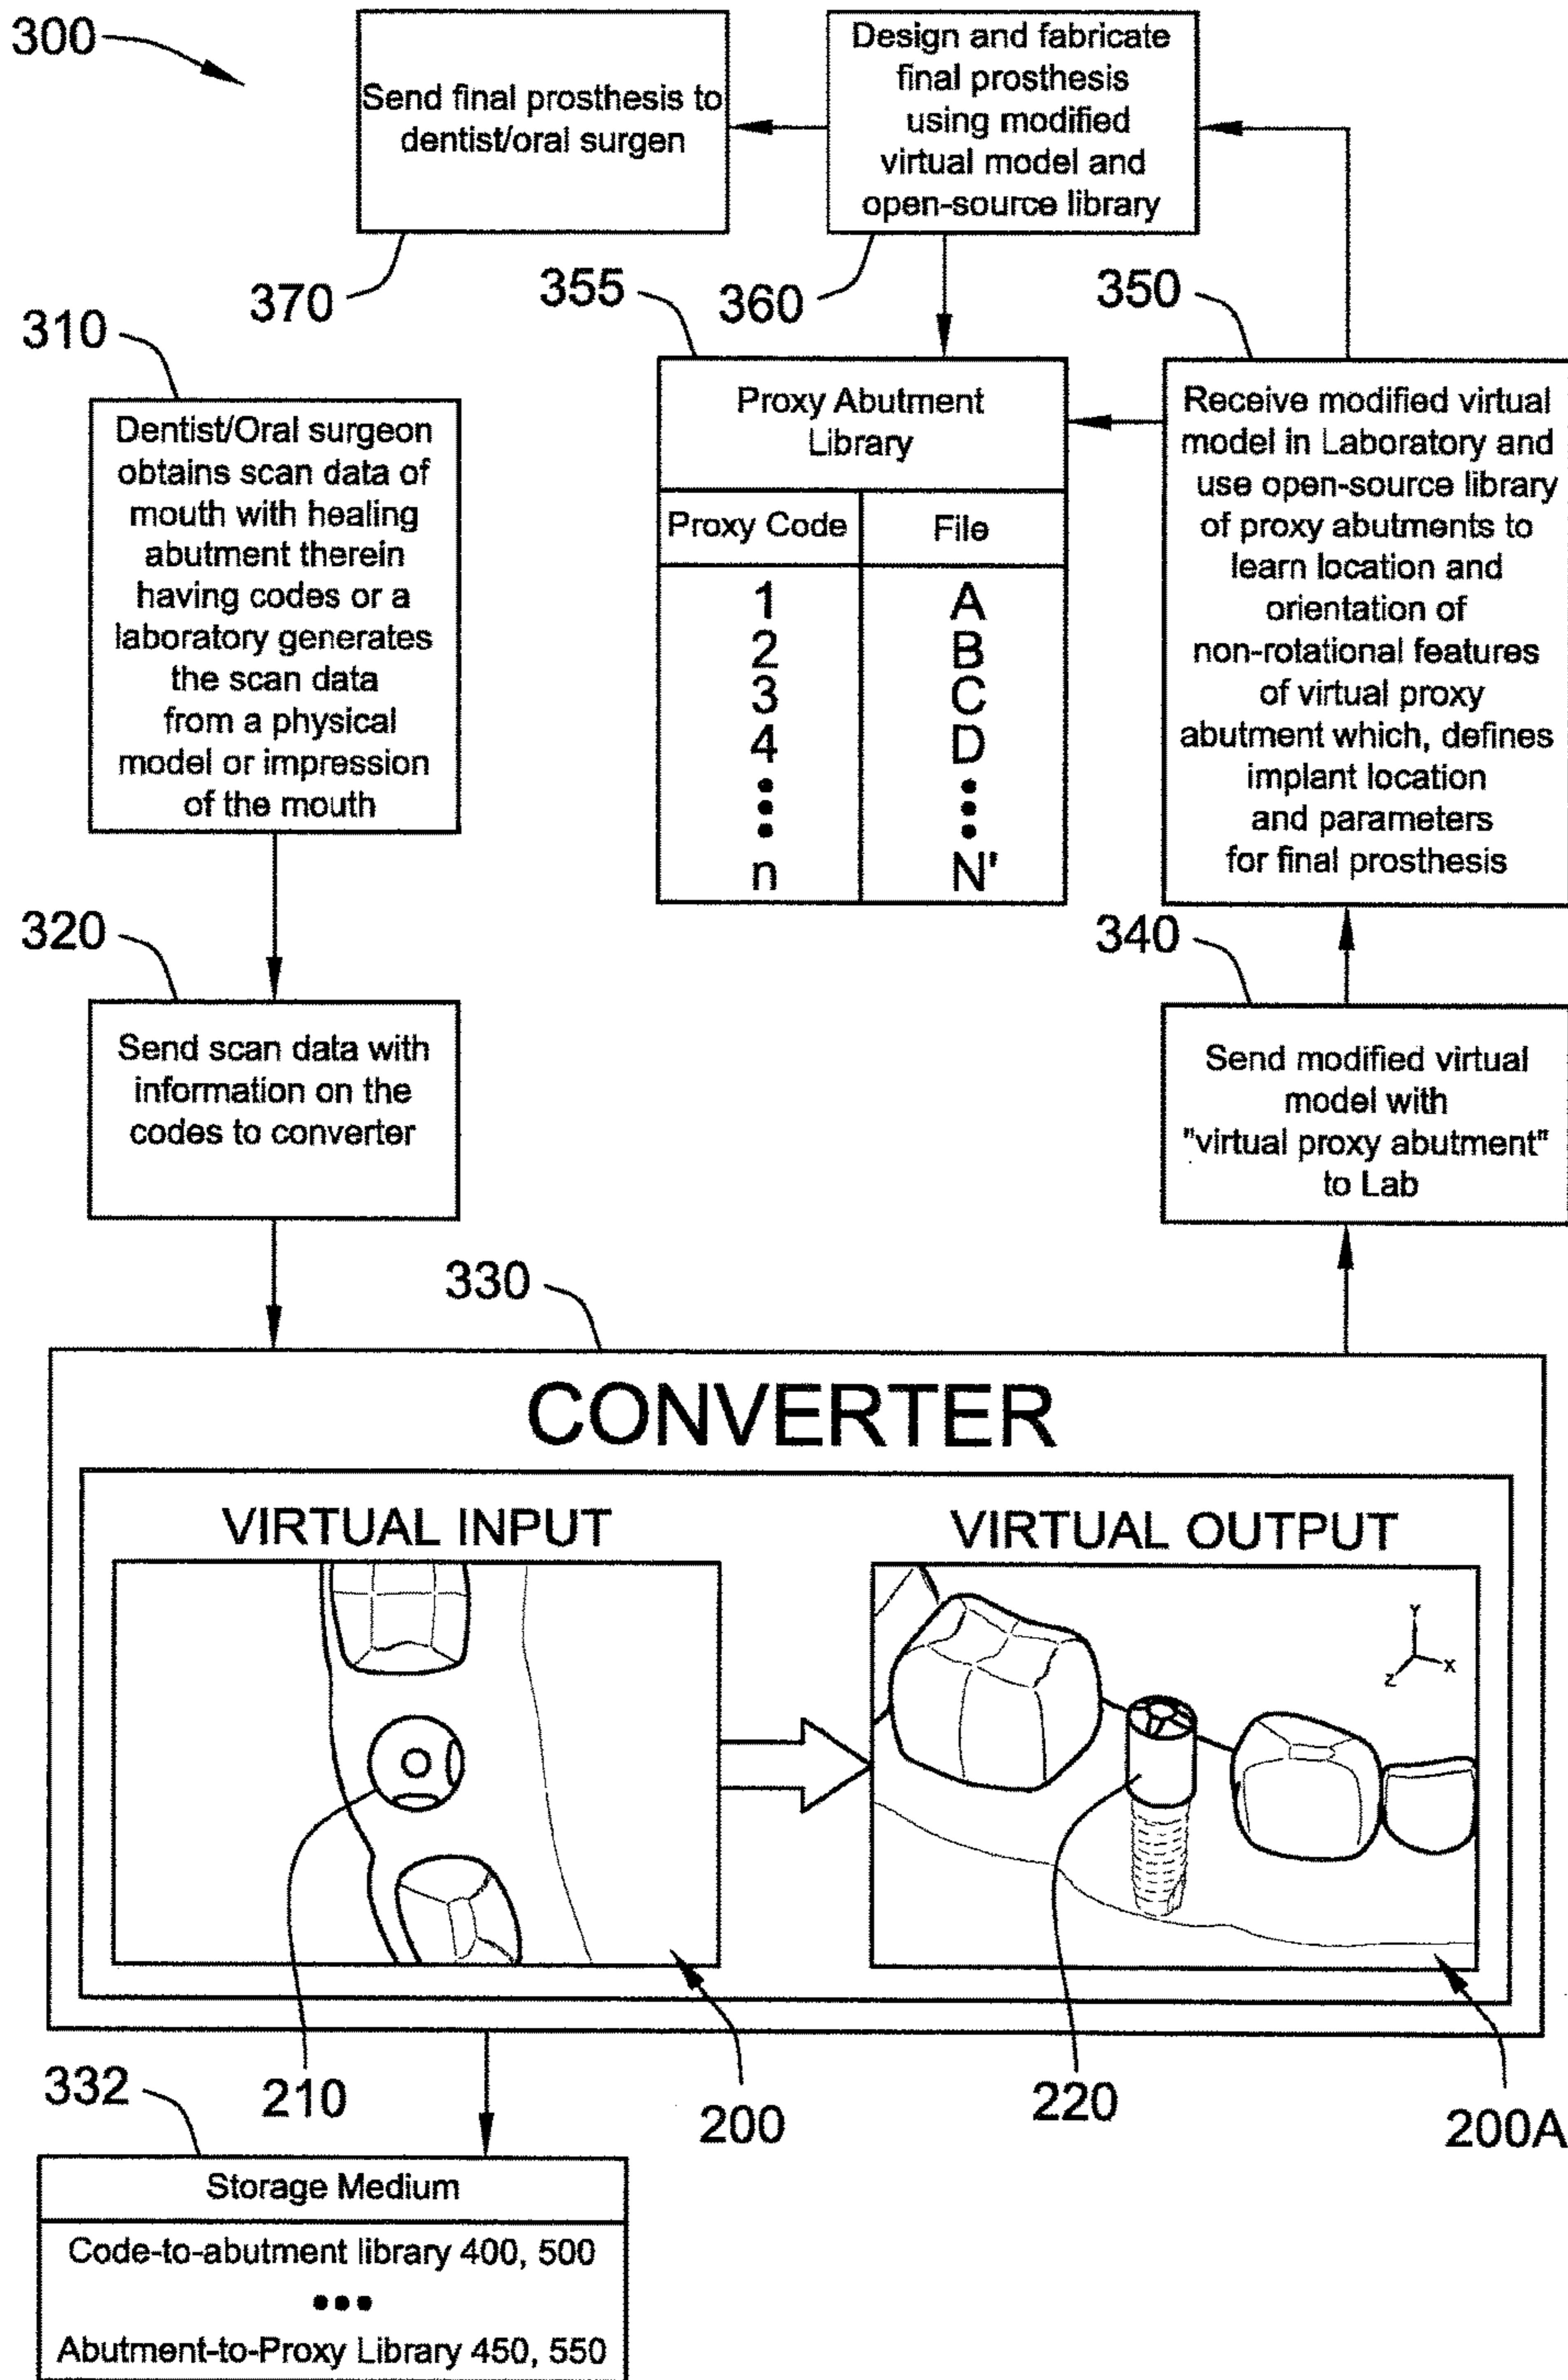 300
Send final prosthesis to
dentist/oral surgen
370
Design and fabricate
final prosthesis
using modified
virtual model and
open-source library
360
310
Dentist/Oral surgeon
obtains scan data of
mouth with healing
abutment therein
having codes or a
laboratory generates
the scan data
from a physical
model or impression
of the mouth
355
Proxy Abutment
Library
Proxy Code File
1 A
2 B
3 C
4 D
n N'
350
Receive modified virtual
model in Laboratory and
use open-source library
of proxy abutments to
learn location and
orientation of
non-rotational features
of virtual proxy
abutment which, defines
implant location
and parameters
for final prosthesis
320
Send scan data with
information on the
codes to converter
340
Send modified virtual
model with
"virtual proxy abutment"
to Lab
330
CONVERTER
VIRTUAL INPUT
VIRTUAL OUTPUT
Y
Z
X
210
200
220
200A
332
Storage Medium
Code-to-abutment library 400, 500
•••
Abutment-to-Proxy Library 450, 550